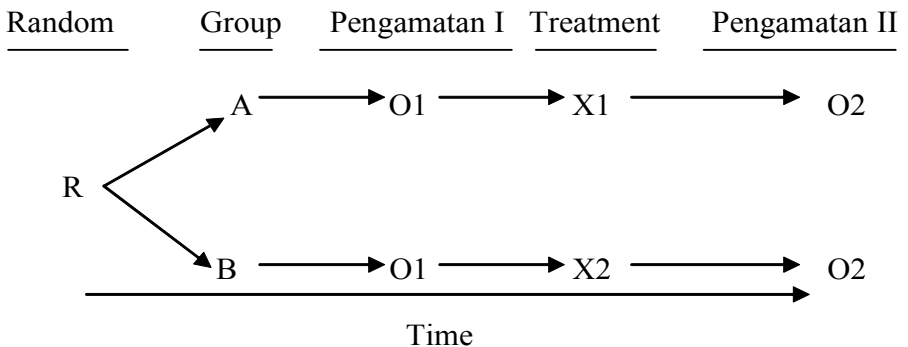 Random Group Pengamatan I Treatment Pengamatan II
A O1 X1 O2
R
B O1 X2 O2
Time